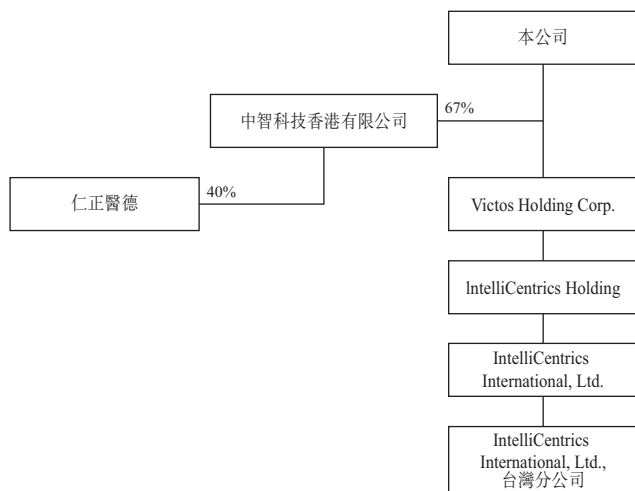 本公司
67%
中智科技香港有限公司
40%
仁正醫德
Victos Holding Corp.
IntelliCentrics Holding
IntelliCentrics
International, Ltd.
IntelliCentrics
International, Ltd.,
台灣分公司